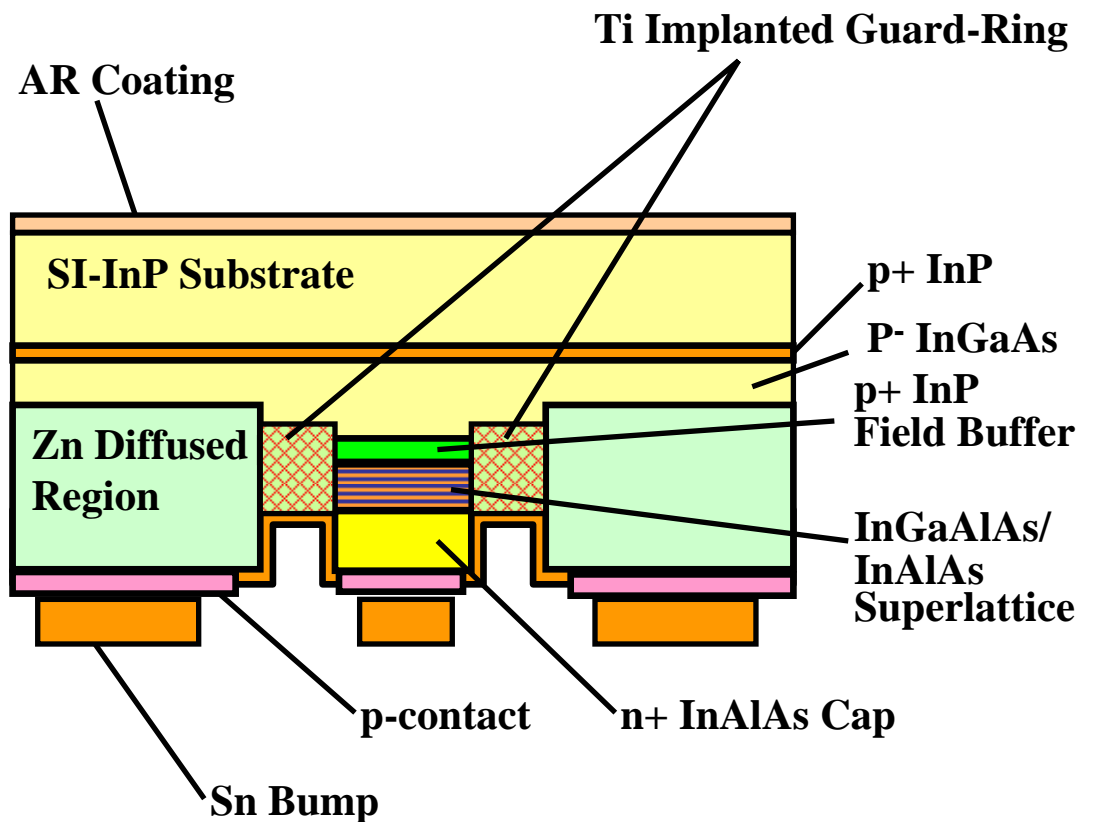 Ti Implanted Guard-Ring
AR Coating
SI-InP Substrate
p+ InP
P- InGaAs
p+ InP
Field Buffer
Zn Diffused
Region
InGaAlAs/
InAlAs
Superlattice
p-contact
n+ InAlAs Cap
Sn Bump